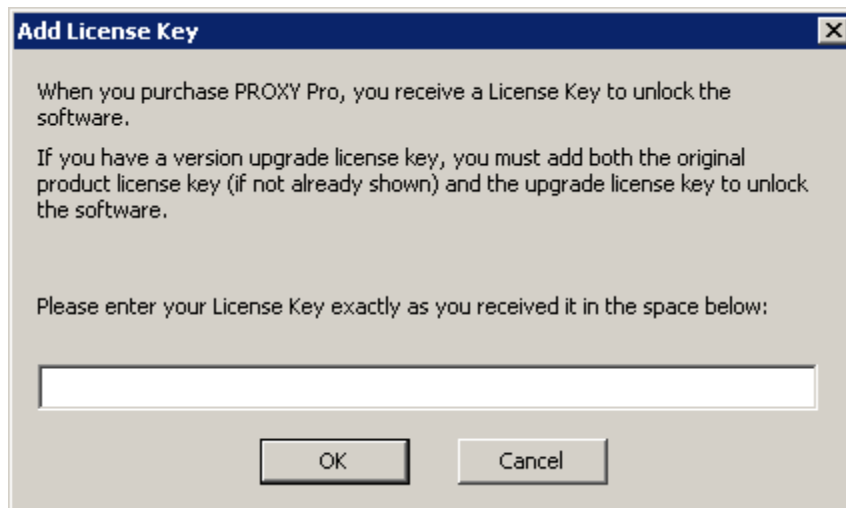 Add License Key
When you purchase PROXY Pro, you receive a License Key to unlock the
software.
If you have a version upgrade license key, you must add both the original
product license key (if not already shown) and the upgrade license key to unlock
the software.
Please enter your License Key exactly as you received it in the space below:
OK Cancel